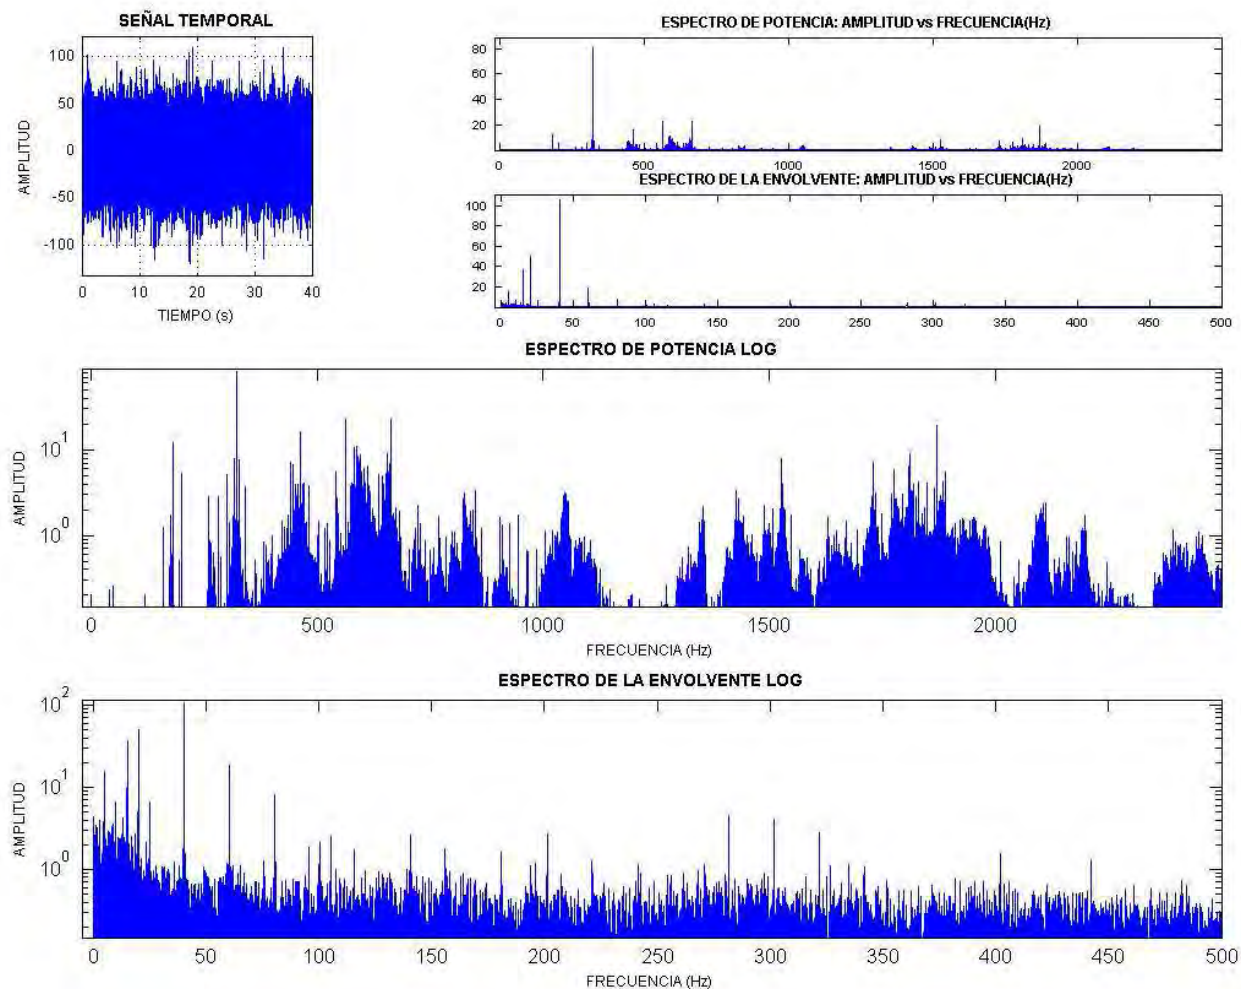 SEÑAL TEMPORAL
AMPLITUD
100
50
0
-50
-100
0 10 20 30 40
TIEMPO (s)
ESPECTRO DE POTENCIA: AMPLITUD vs FRECUENCIA(Hz)
80
60
40
20
0 500 1000 1500 2000
ESPECTRO DE LA ENVOLVENTE: AMPLITUD vs FRECUENCIA(Hz)
100
80
60
40
20
0 50 100 150 200 250 300 350 400 450 500
ESPECTRO DE POTENCIA LOG
AMPLITUD
10^1
10^0
0 500 1000 1500 2000
FRECUENCIA (Hz)
ESPECTRO DE LA ENVOLVENTE LOG
AMPLITUD
10^2
10^1
10^0
0 50 100 150 200 250 300 350 400 450 500
FRECUENCIA (Hz)